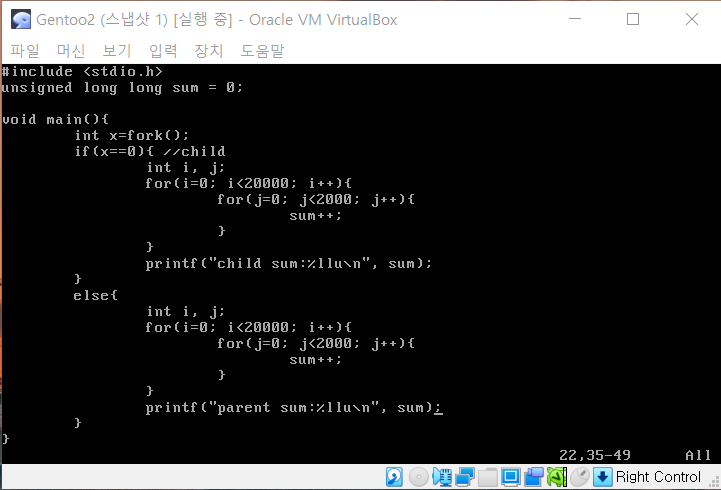 Gentoo2 (스냅샷 1) [실행 중] - Oracle VM VirtualBox
파일 머신 보기 입력 장치 도움말
#include <stdio.h>
unsigned long long sum = 0;

void main(){
        int x=fork();
        if(x==0){ //child
                int i, j;
                for(i=0; i<20000; i++){
                        for(j=0; j<2000; j++){
                                sum++;
                        }
                }
                printf("child sum:%llu\n", sum);
        }
        else{
                int i, j;
                for(i=0; i<20000; i++){
                        for(j=0; j<2000; j++){
                                sum++;
                        }
                }
                printf("parent sum:%llu\n", sum);
        }
}
22,35-49 All
Right Control